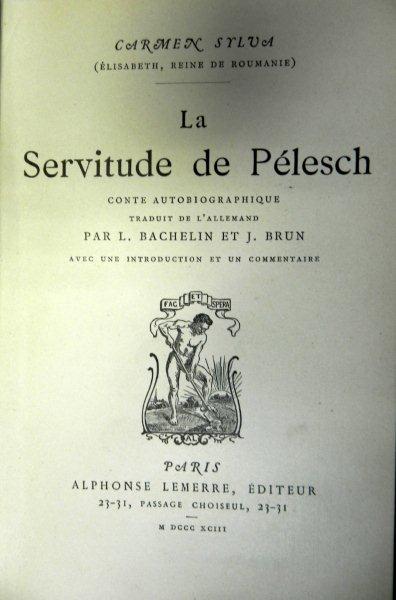 CARMEN SYLVA
(ÉLISABETH, REINE DE ROUMANIE)
La
Servitude de Pélesch
CONTE AUTOBIOGRAPHIQUE
TRADUIT DE L'ALLEMAND
PAR L. BACHELIN ET J. BRUN
AVEC UNE INTRODUCTION ET UN COMMENTAIRE
FAC ET SPERA
AL
PARIS
ALPHONSE LEMERRE, ÉDITEUR
23-31, PASSAGE CHOISEUL, 23-31
M DCCC XCIII